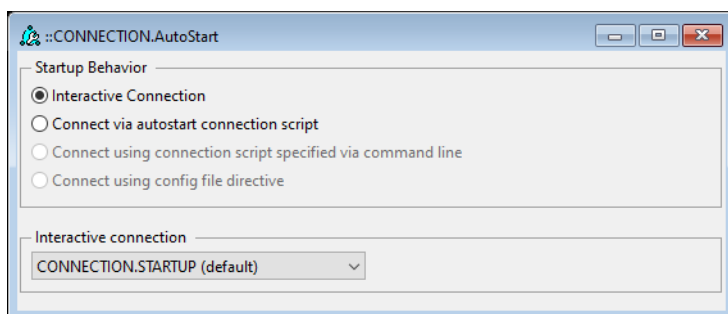 ::CONNECTION.AutoStart
Startup Behavior
Interactive Connection
Connect via autostart connection script
Connect using connection script specified via command line
Connect using config file directive
Interactive connection
CONNECTION.STARTUP (default)